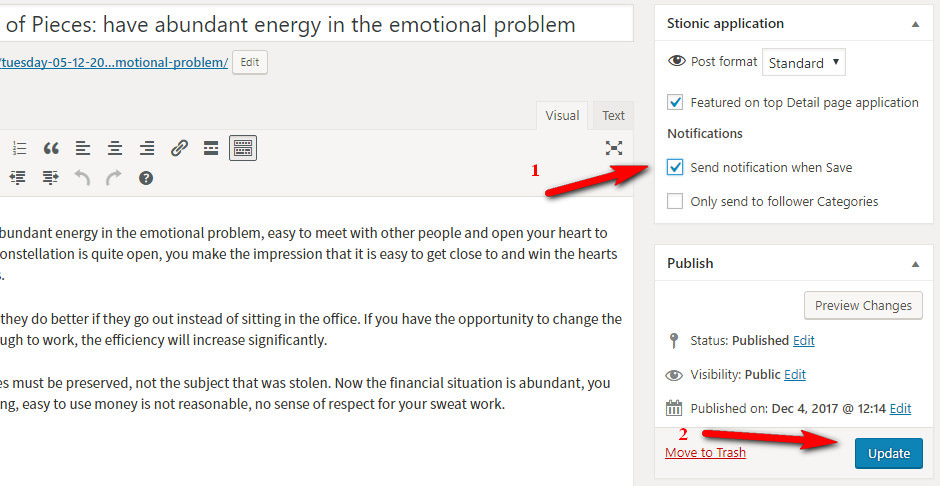 of Pieces: have abundant energy in the emotional problem
/tuesday-05-12-20...motional-problem/ Edit
Visual Text
bundant energy in the emotional problem, easy to meet with other people and open your heart to
onstellation is quite open, you make the impression that it is easy to get close to and win the hearts
s.
they do better if they go out instead of sitting in the office. If you have the opportunity to change the
ugh to work, the efficiency will increase significantly.
es must be preserved, not the subject that was stolen. Now the financial situation is abundant, you
ng, easy to use money is not reasonable, no sense of respect for your sweat work.
Stionic application
Post format Standard
Featured on top Detail page application
Notifications
1
Send notification when Save
Only send to follower Categories
Publish
Preview Changes
Status: Published Edit
Visibility: Public Edit
Published on: Dec 4, 2017 @ 12:14 Edit
2
Move to Trash Update